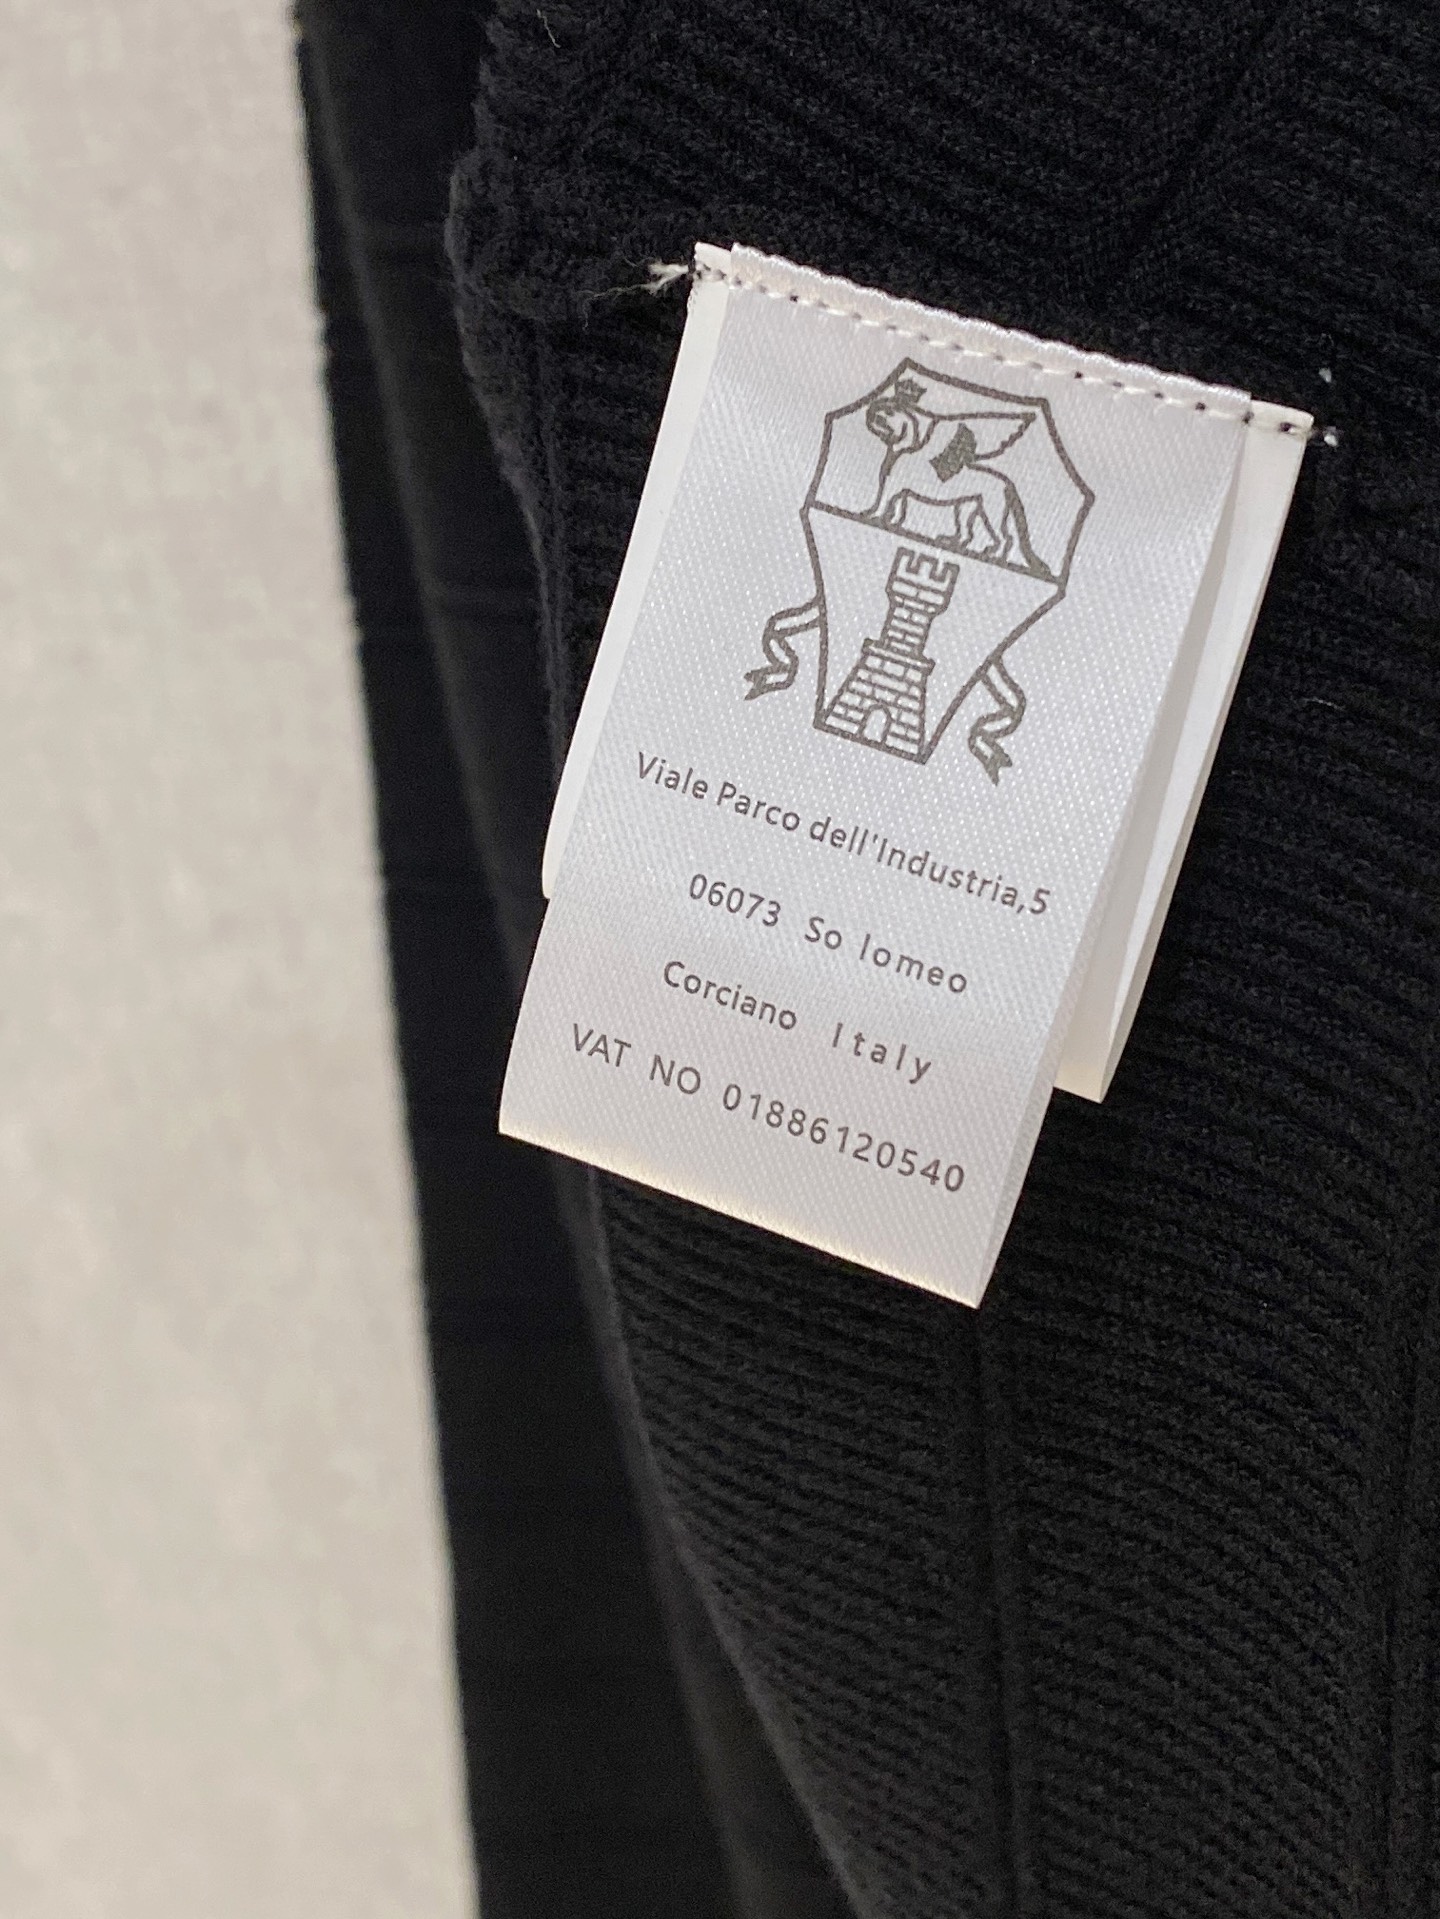 Viale Parco dell'Industria,5
06073 So lomeo
Corciano Italy
VAT NO 01886120540